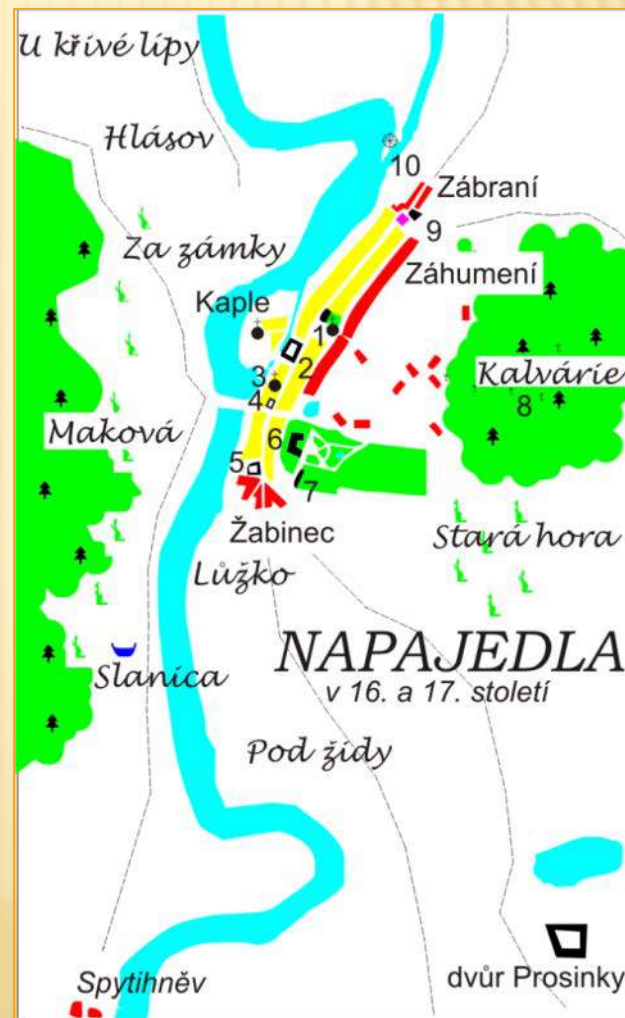 U křívé lípy
Hlásov
10
Zábraní
9
Za zámky
Záhumení
Kaple
1
2
3
Kalvárie
4
8
Maková
6
5
7
Žabinec
Stará hora
Lůžko
NAPAJEDLA
v 16. a 17. století
Slanica
Pod židy
dvůr Prosinky
Spytihněv